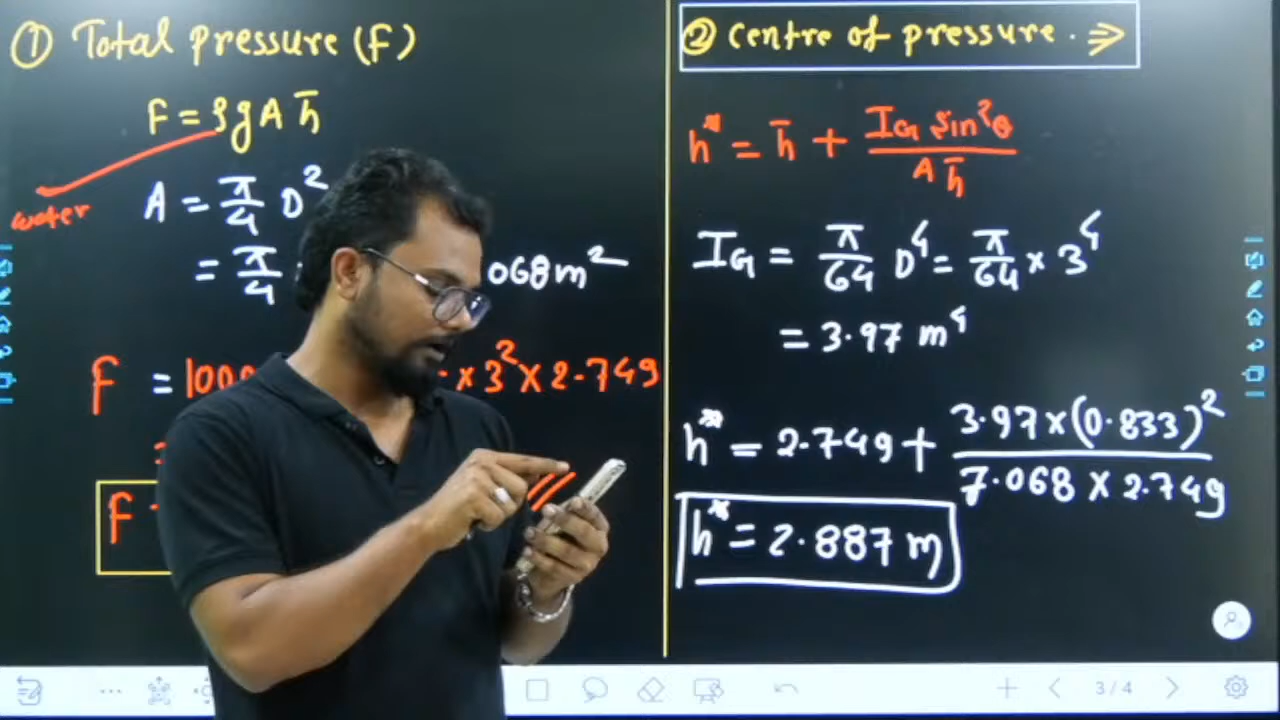 ① Total pressure (F)
F = ρgAh̄
water
A = π/4 D²
= π/4 068m²
F = 100 × 3² × 2.749
=
F
② Centre of pressure. ⇒
h* = h̄ + IG Sin²θ / A h̄
IG = π/64 D⁴ = π/64 × 3⁴
= 3.97 m⁴
h* = 2.749 + 3.97×(0.833)² / 7.068 × 2.749
h* = 2.887 m
3/4